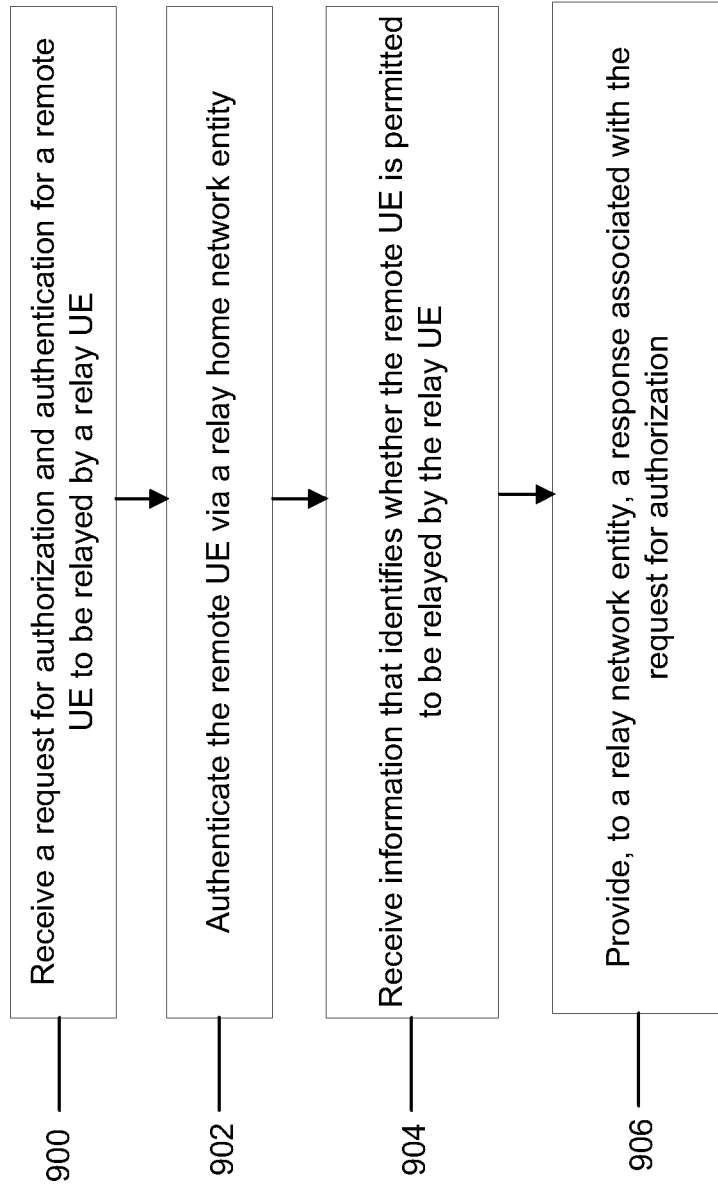 900
Receive a request for authorization and authentication for a remote
UE to be relayed by a relay UE
902
Authenticate the remote UE via a relay home network entity
904
Receive information that identifies whether the remote UE is permitted
to be relayed by the relay UE
906
Provide, to a relay network entity, a response associated with the
request for authorization